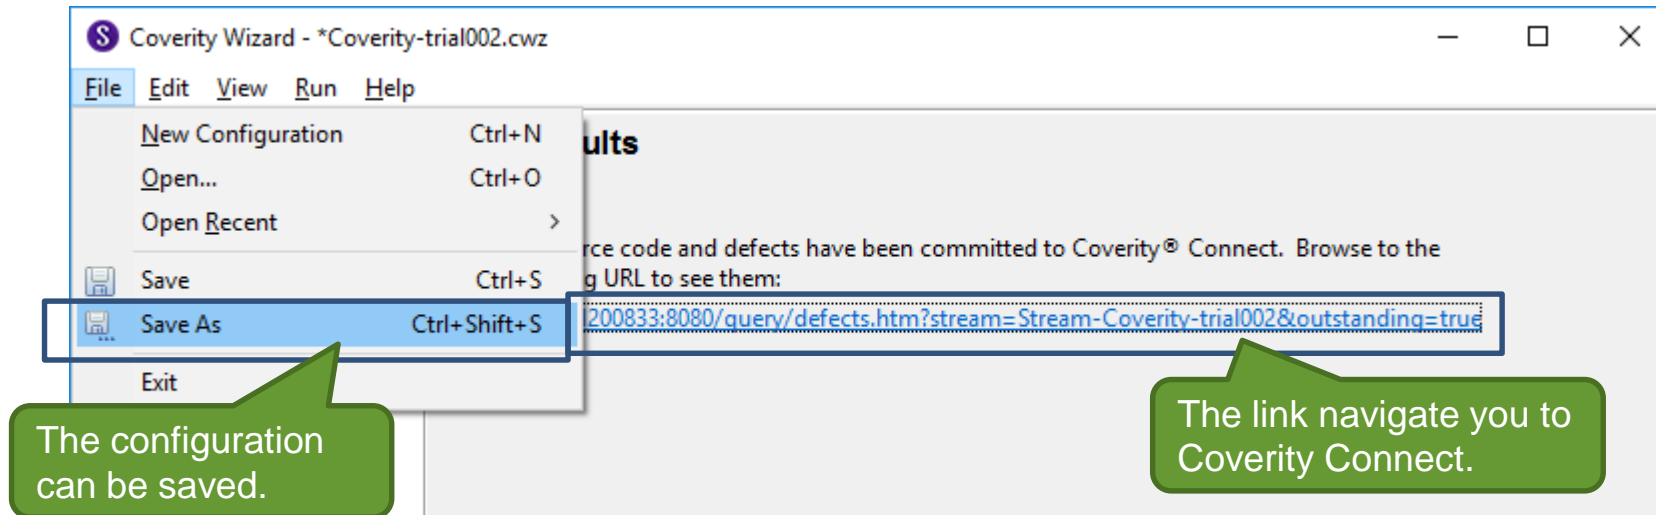 S Coverity Wizard - *Coverity-trial002.cwz
File Edit View Run Help
New Configuration Ctrl+N
Open... Ctrl+O
Open Recent >
Save Ctrl+S
Save As Ctrl+Shift+S
Exit
ults
rce code and defects have been committed to Coverity® Connect. Browse to the
g URL to see them:
200833:8080/query/defects.htm?stream=Stream-Coverity-trial002&outstanding=true
The configuration
can be saved.
The link navigate you to
Coverity Connect.